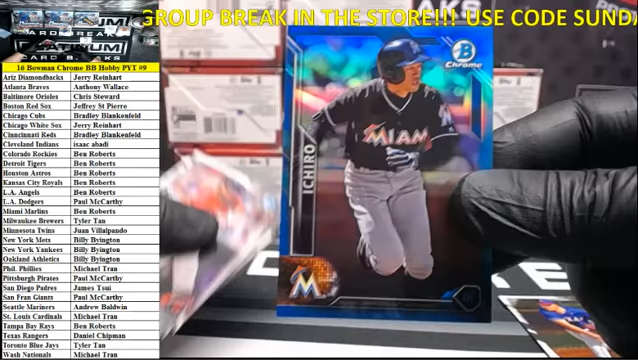 GROUP BREAK IN THE STORE!!! USE CODE SUNDA
PLATINUM
16 Bowman Chrome BB Hobby PYT #9
Ariz Diamondbacks Jerry Reinhart
Atlanta Braves Anthony Wallace
Baltimore Orioles Chris Steward
Boston Red Sox Jeffrey St Pierre
Chicago Cubs Bradley Blankenfeld
Chicago White Sox Jerry Reinhart
Cincinnati Reds Bradley Blankenfeld
Cleveland Indians isaac abadi
Colorado Rockies Ben Roberts
Detroit Tigers Ben Roberts
Houston Astros Ben Roberts
Kansas City Royals Ben Roberts
L.A. Angels Ben Roberts
L.A. Dodgers Paul McCarthy
Miami Marlins Ben Roberts
Milwaukee Brewers Tyler Tan
Minnesota Twins Juan Villalpando
New York Mets Billy Byington
New York Yankees Billy Byington
Oakland Athletics Billy Byington
Phil. Phillies Michael Tran
Pittsburgh Pirates Paul McCarthy
San Diego Padres James Tsui
San Fran Giants Paul McCarthy
Seattle Mariners Andrew Baldwin
St. Louis Cardinals Michael Tran
Tampa Bay Rays Ben Roberts
Texas Rangers Daniel Chipman
Toronto Blue Jays Tyler Tan
Wash Nationals Michael Tran
B
Chrome
MIAMI
ICHIRO
M